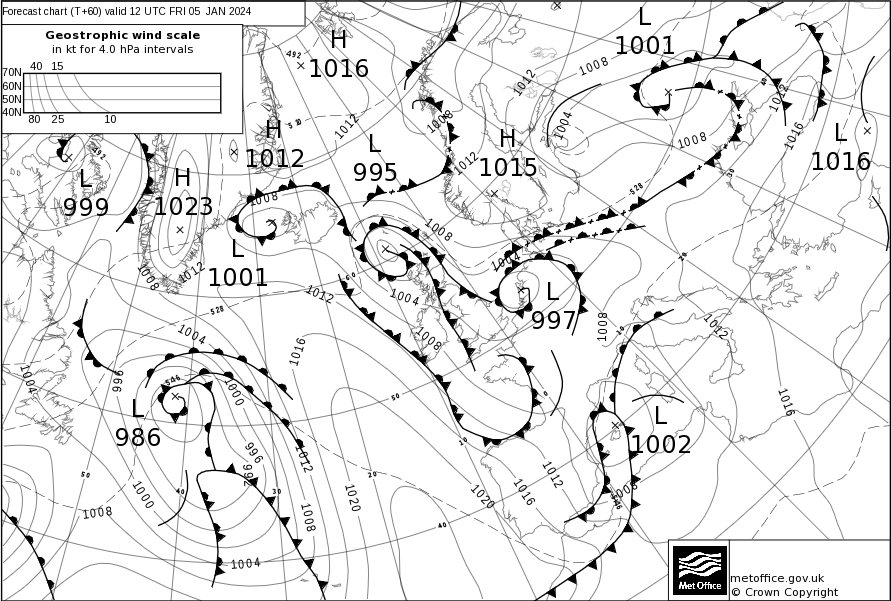 Forecast chart (T+60) valid 12 UTC FRI 05 JAN 2024
Geostrophic wind scale
in kt for 4.0 hPa intervals
40 15
70N
60N
50N
40N
80 25 10
H
1016
L
1001
H
1012
L
995
H
1015
L
1016
L
999
H
1023
L
1001
L
997
L
986
L
1002
492
510
492
1012
1008
1012
1012
1008
1004
1008
1012
1016
528
1008
1008
1004
1008
1012
1012
528
1004
1008
1016
1008
1012
1004
1004
996
546
1000
996
992
1012
1008
1000
1008
1004
1020
1020
1016
1012
1008
1016
50
40
30
20
40
50
10
60
0
10
20
30
Met Office
metoffice.gov.uk
© Crown Copyright